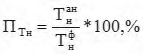 П_Тн = Т_н^ан / Т_н^ф *100,%